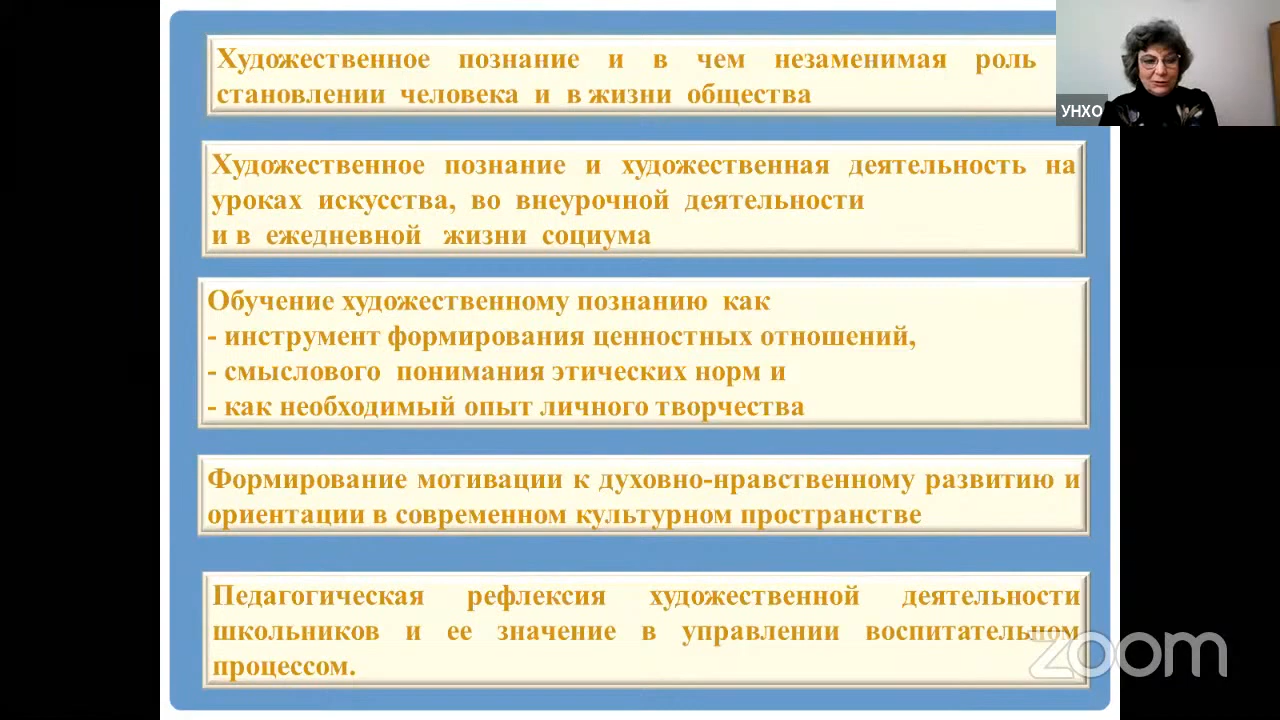 Художественное познание и в чем незаменимая роль
становлении человека и в жизни общества
УНХО
Художественное познание и художественная деятельность на
уроках искусства, во внеурочной деятельности
и в ежедневной жизни социума
Обучение художественному познанию как
- инструмент формирования ценностных отношений,
- смыслового понимания этических норм и
- как необходимый опыт личного творчества
Формирование мотивации к духовно-нравственному развитию и
ориентации в современном культурном пространстве
Педагогическая рефлексия художественной деятельности
школьников и ее значение в управлении воспитательном
процессом.
zoom